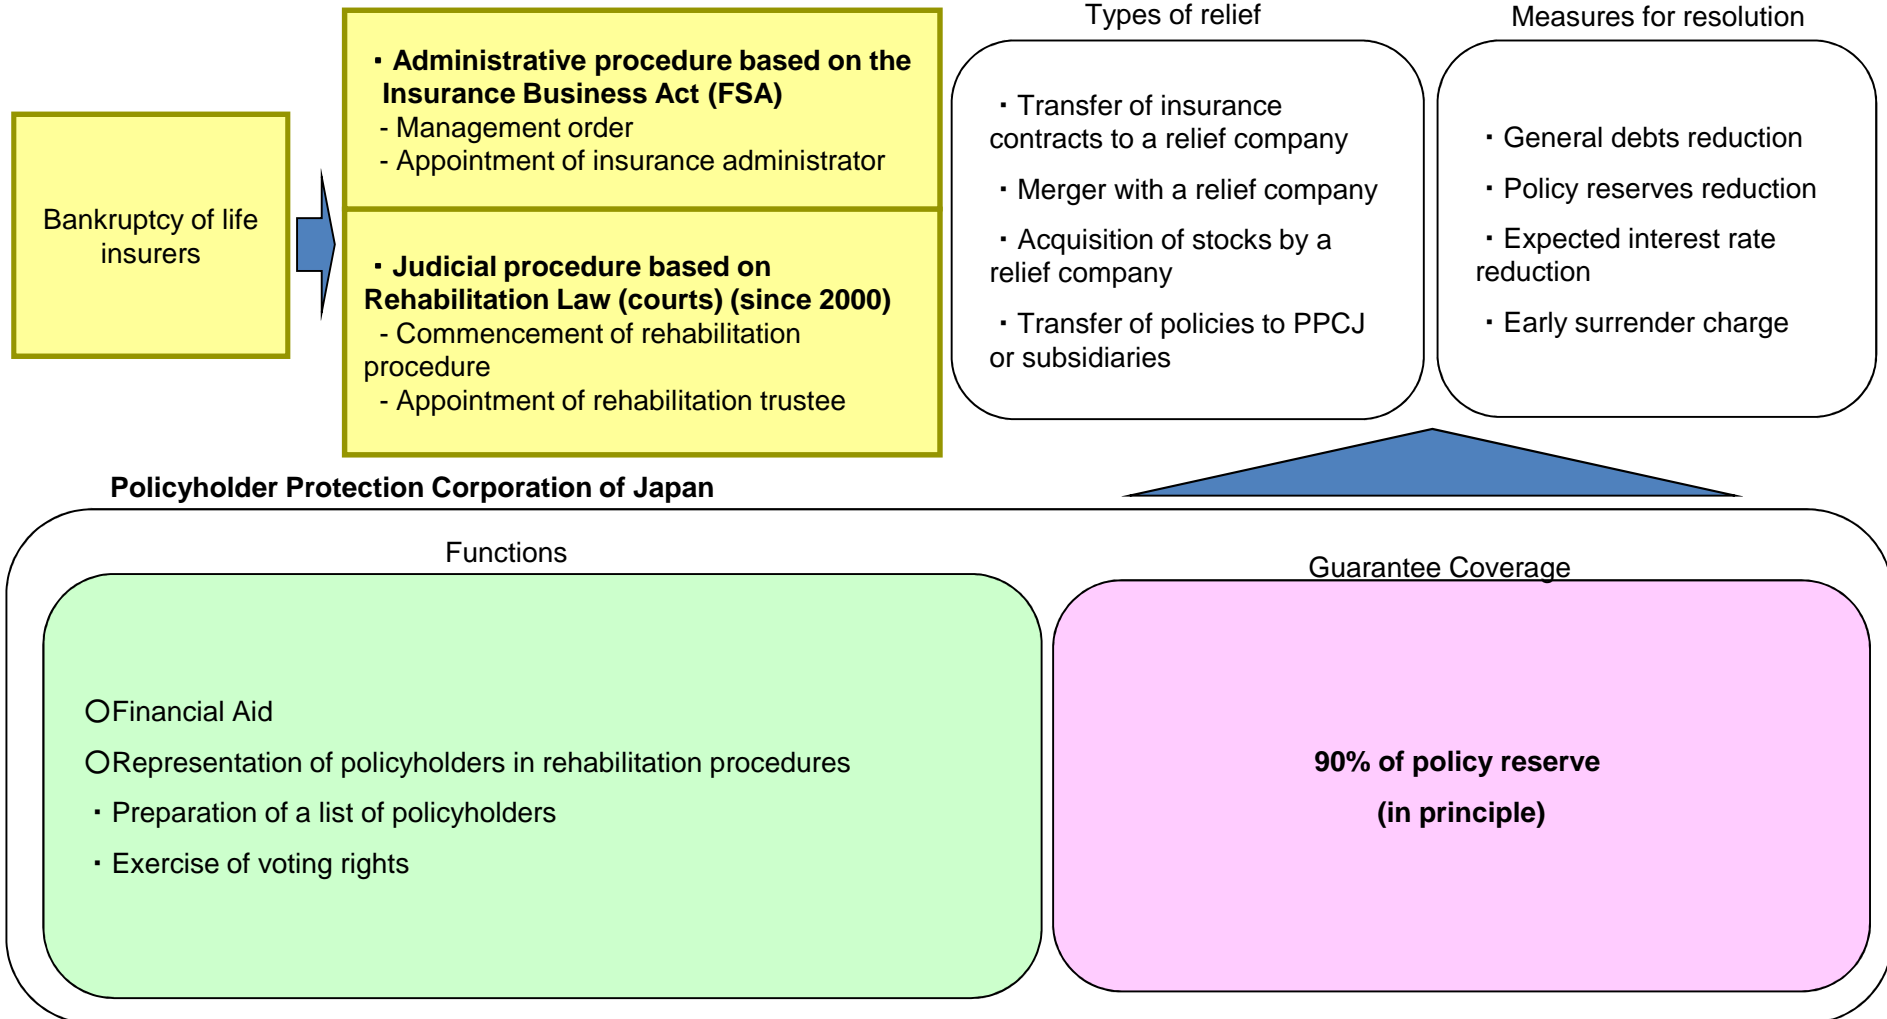 Bankruptcy of life
insurers
・Administrative procedure based on the
Insurance Business Act (FSA)
- Management order
- Appointment of insurance administrator
・Judicial procedure based on
Rehabilitation Law (courts) (since 2000)
- Commencement of rehabilitation
procedure
- Appointment of rehabilitation trustee
Types of relief
・Transfer of insurance
contracts to a relief company
・Merger with a relief company
・Acquisition of stocks by a
relief company
・Transfer of policies to PPCJ
or subsidiaries
Measures for resolution
・General debts reduction
・Policy reserves reduction
・Expected interest rate
reduction
・Early surrender charge
Policyholder Protection Corporation of Japan
Functions
○Financial Aid
○Representation of policyholders in rehabilitation procedures
・Preparation of a list of policyholders
・Exercise of voting rights
Guarantee Coverage
90% of policy reserve
(in principle)